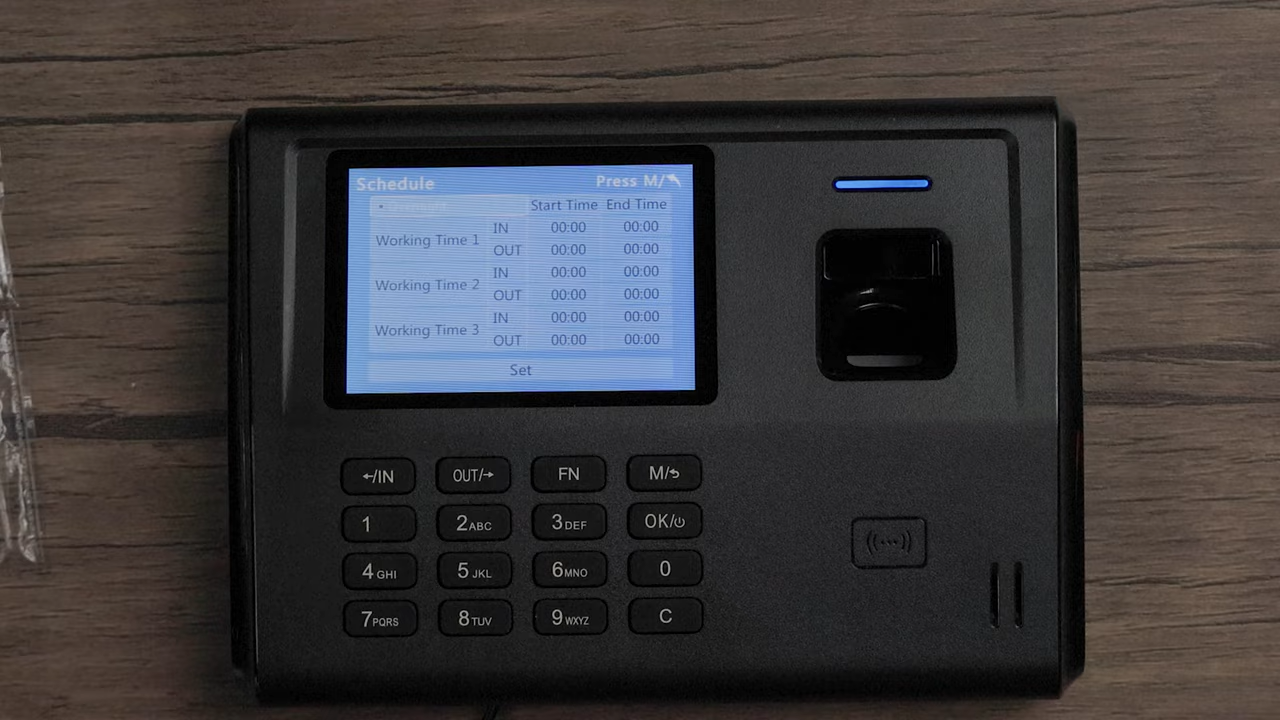 Schedule Press M/
Start Time End Time
Working Time 1 IN 00:00 00:00
OUT 00:00 00:00
Working Time 2 IN 00:00 00:00
OUT 00:00 00:00
Working Time 3 IN 00:00 00:00
OUT 00:00 00:00
Set
←/IN OUT/→ FN M/⮌
1 2ABC 3DEF OK/⏻
4GHI 5JKL 6MNO 0
7PQRS 8TUV 9WXYZ C